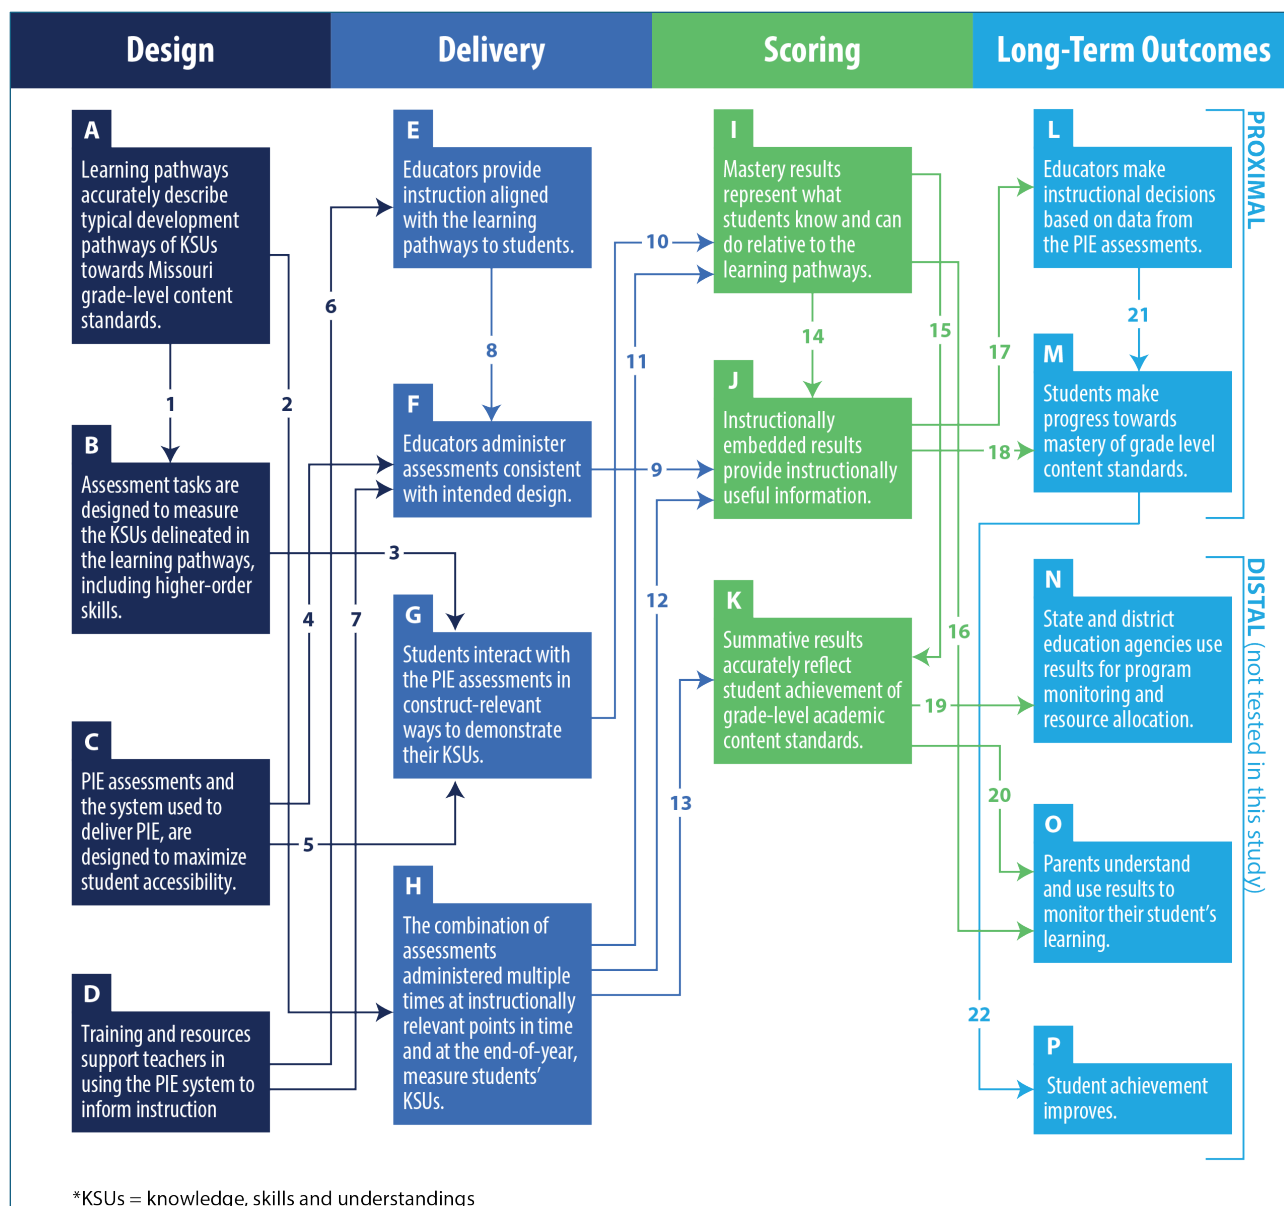 Design
Delivery
Scoring
Long-Term Outcomes
A
Learning pathways
accurately describe
typical development
pathways of KSUs
towards Missouri
grade-level content
standards.
1
2
B
Assessment tasks are
designed to measure
the KSUs delineated in
the learning pathways,
including higher-order
skills.
3
4
7
C
PIE assessments and
the system used to
deliver PIE, are
designed to maximize
student accessibility.
5
D
Training and resources
support teachers in
using the PIE system to
inform instruction
6
E
Educators provide
instruction aligned
with the learning
pathways to students.
8
F
Educators administer
assessments consistent
with intended design.
9
G
Students interact with
the PIE assessments in
construct-relevant
ways to demonstrate
their KSUs.
10
11
12
13
H
The combination of
assessments
administered multiple
times at instructionally
relevant points in time
and at the end-of-year,
measure students’
KSUs.
I
Mastery results
represent what
students know and can
do relative to the
learning pathways.
14
15
16
J
Instructionally
embedded results
provide instructionally
useful information.
17
18
K
Summative results
accurately reflect
student achievement of
grade-level academic
content standards.
19
20
L
Educators make
instructional decisions
based on data from
the PIE assessments.
21
M
Students make
progress towards
mastery of grade level
content standards.
22
N
State and district
education agencies use
results for program
monitoring and
resource allocation.
O
Parents understand
and use results to
monitor their student’s
learning.
P
Student achievement
improves.
PROXIMAL
DISTAL (not tested in this study)
*KSUs = knowledge, skills and understandings